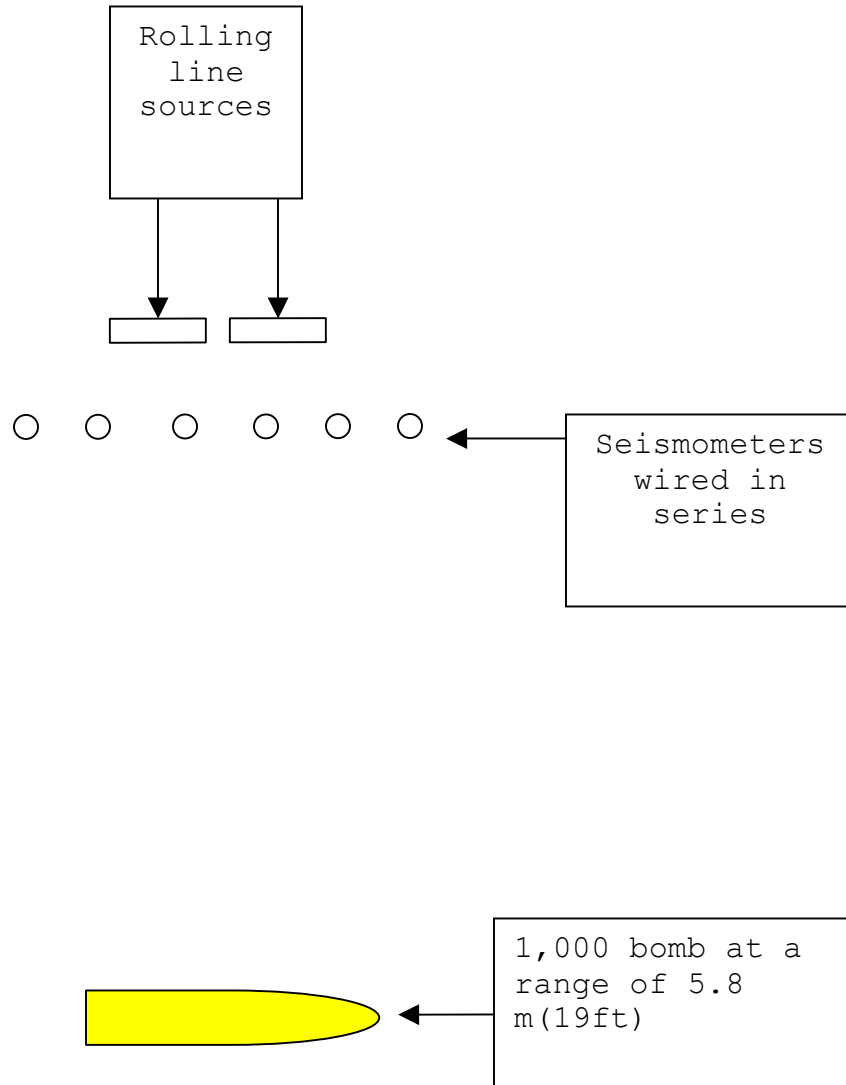 Rolling
line
sources
Seismometers
wired in
series
1,000 bomb at a
range of 5.8
m(19ft)